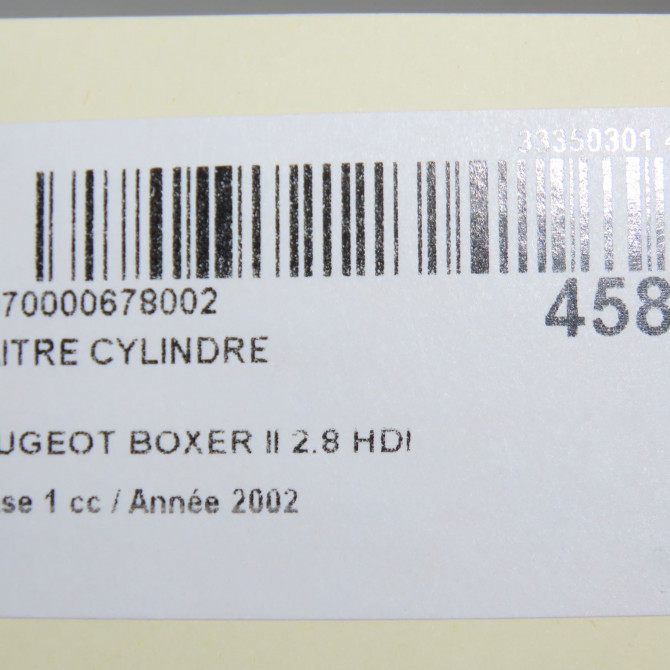 33350301
70000678002
458
ITRE CYLINDRE
UGEOT BOXER II 2.8 HDI
se 1 cc / Année 2002